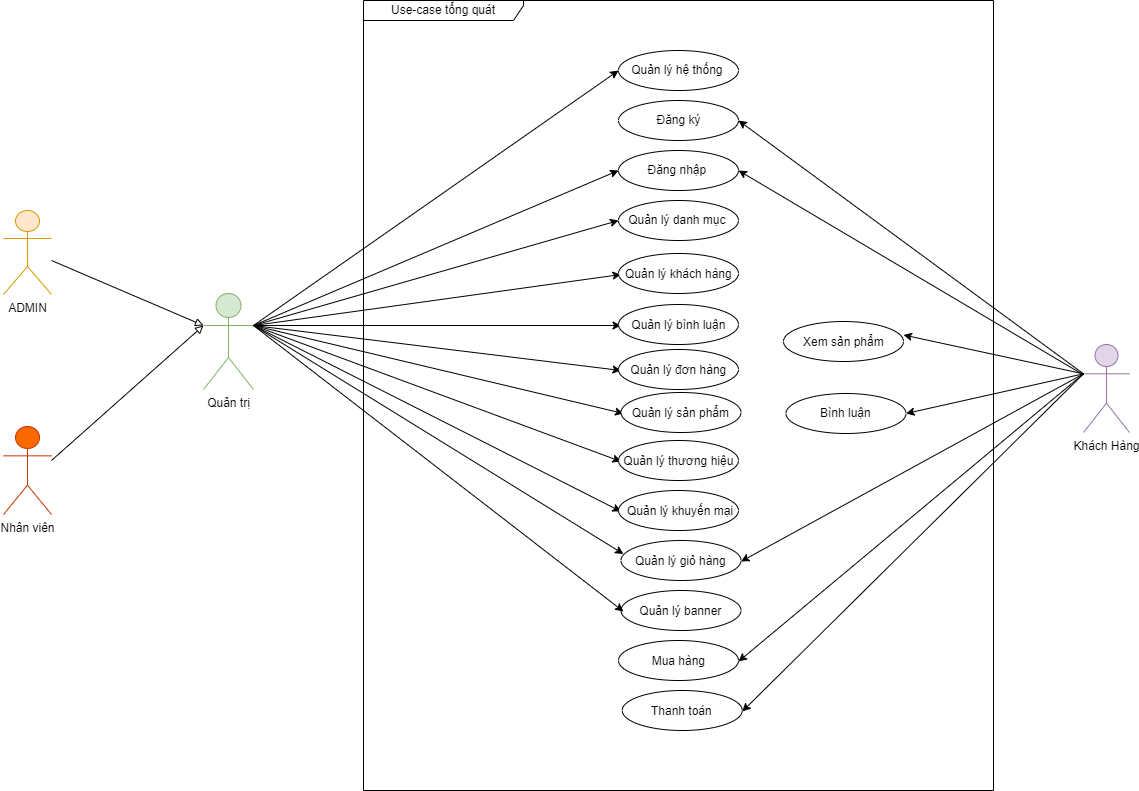 Use-case tổng quát
Quản lý hệ thống
Đăng ký
Đăng nhập
Quản lý danh mục
Quản lý khách hàng
Quản lý bình luận
Quản lý đơn hàng
Quản lý sản phẩm
Quản lý thương hiệu
Quản lý khuyến mại
Quản lý giỏ hàng
Quản lý banner
Mua hàng
Thanh toán
Xem sản phẩm
Bình luận
ADMIN
Quản trị
Nhân viên
Khách Hàng